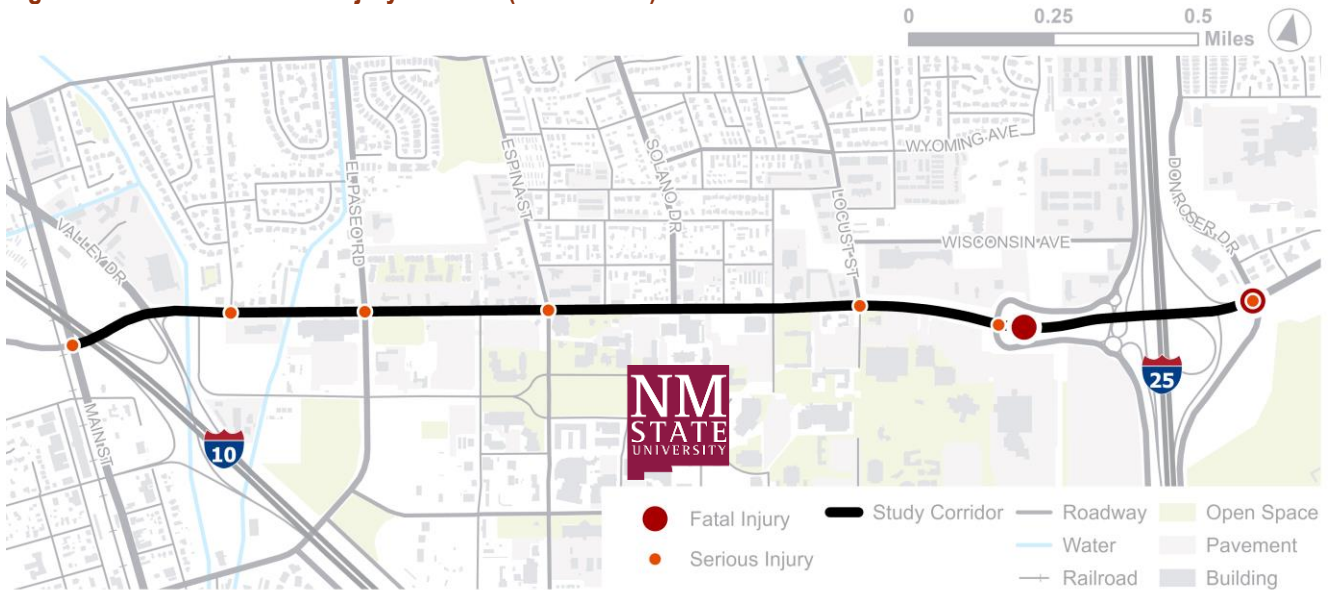 0 0.25 0.5
Miles
WYOMING AVE
ESPINA ST
SOLANO DR
EL PASEO RD
LOCUST ST
DONROSER DR
VALLEY DR
WISCONSIN AVE
25
MAIN ST
10
NM
STATE
UNIVERSITY
Fatal Injury Study Corridor Roadway Open Space
Serious Injury Water Pavement
Railroad Building